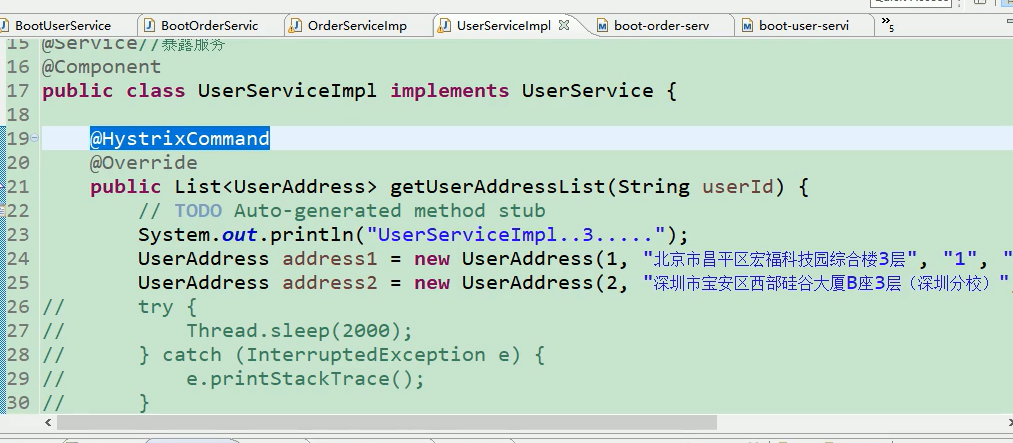 BootUserService
BootOrderServic
OrderServiceImp
UserServiceImpl
boot-order-serv
boot-user-servi
»5
15 @Service//暴露服务
16 @Component
17 public class UserServiceImpl implements UserService {
18
19 @HystrixCommand
20 @Override
21 public List<UserAddress> getUserAddressList(String userId) {
22 // TODO Auto-generated method stub
23 System.out.println("UserServiceImpl..3.....");
24 UserAddress address1 = new UserAddress(1, "北京市昌平区宏福科技园综合楼3层", "1", "
25 UserAddress address2 = new UserAddress(2, "深圳市宝安区西部硅谷大厦B座3层（深圳分校）"
26 // try {
27 // Thread.sleep(2000);
28 // } catch (InterruptedException e) {
29 // e.printStackTrace();
30 // }